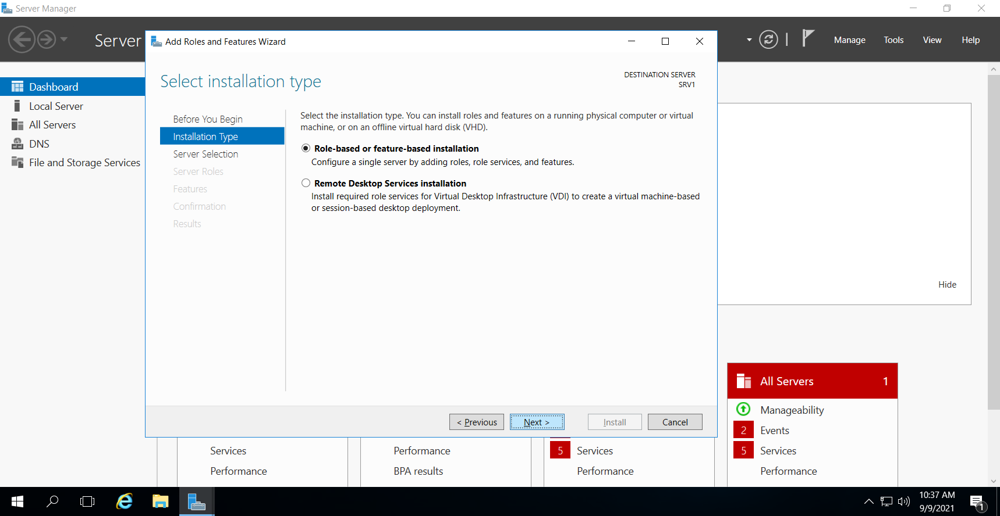 Server Manager
Server
Manage
Tools
View
Help
Dashboard
Local Server
All Servers
DNS
File and Storage Services
Add Roles and Features Wizard
Select installation type
DESTINATION SERVER
SRV1
Before You Begin
Installation Type
Server Selection
Server Roles
Features
Confirmation
Results
Select the installation type. You can install roles and features on a running physical computer or virtual
machine, or on an offline virtual hard disk (VHD).
Role-based or feature-based installation
Configure a single server by adding roles, role services, and features.
Remote Desktop Services installation
Install required role services for Virtual Desktop Infrastructure (VDI) to create a virtual machine-based
or session-based desktop deployment.
< Previous
Next >
Install
Cancel
Hide
Services
Performance
Performance
BPA results
5 Services
Performance
All Servers 1
Manageability
2 Events
5 Services
Performance
10:37 AM
9/9/2021
1